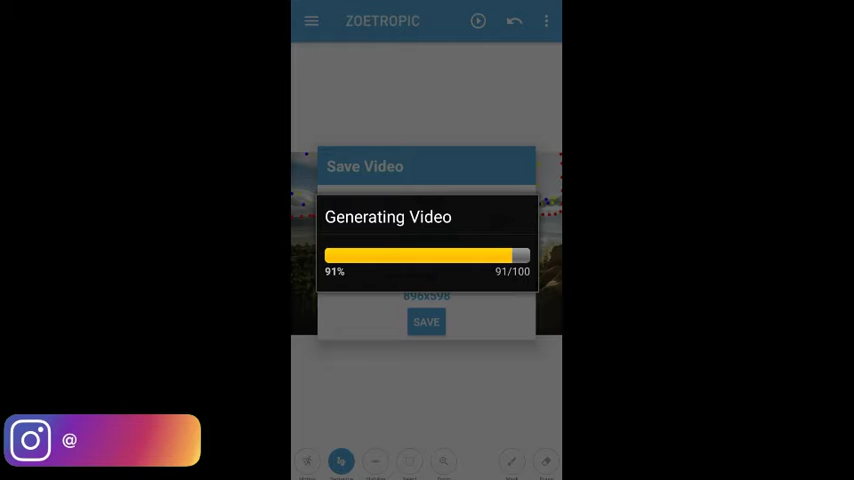 ZOETROPIC
Save Video
Generating Video
91%
91/100
896x598
SAVE
@